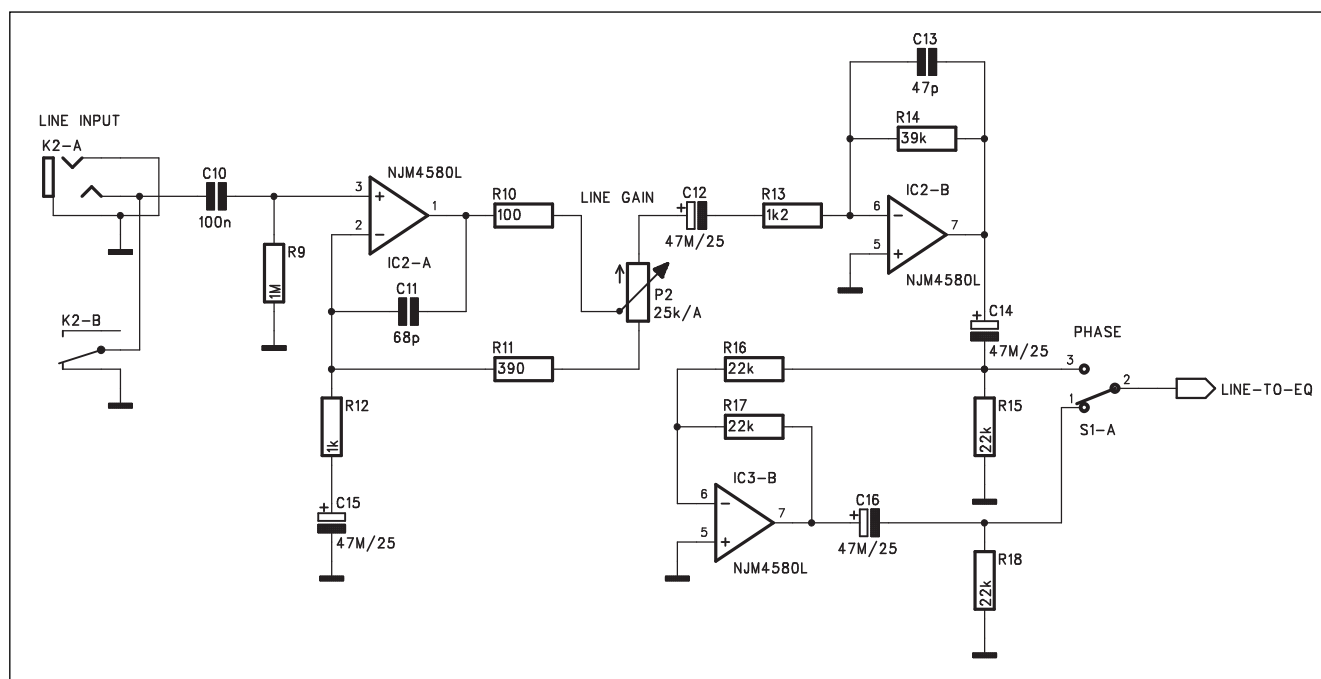 LINE INPUT
K2-A
C10
100n
R9
1M
K2-B
NJM4580L
3
+
2
−
1
IC2-A
C11
68p
R10
100
R11
390
R12
1k
+
C15
47M/25
LINE GAIN
P2
25k/A
C12
+
47M/25
R13
1k2
C13
47p
R14
39k
IC2-B
6
−
5
+
7
NJM4580L
+
C14
47M/25
R16
22k
R17
22k
IC3-B
6
−
5
+
7
NJM4580L
C16
+
47M/25
R15
22k
R18
22k
PHASE
3
2
1
S1-A
LINE-TO-EQ